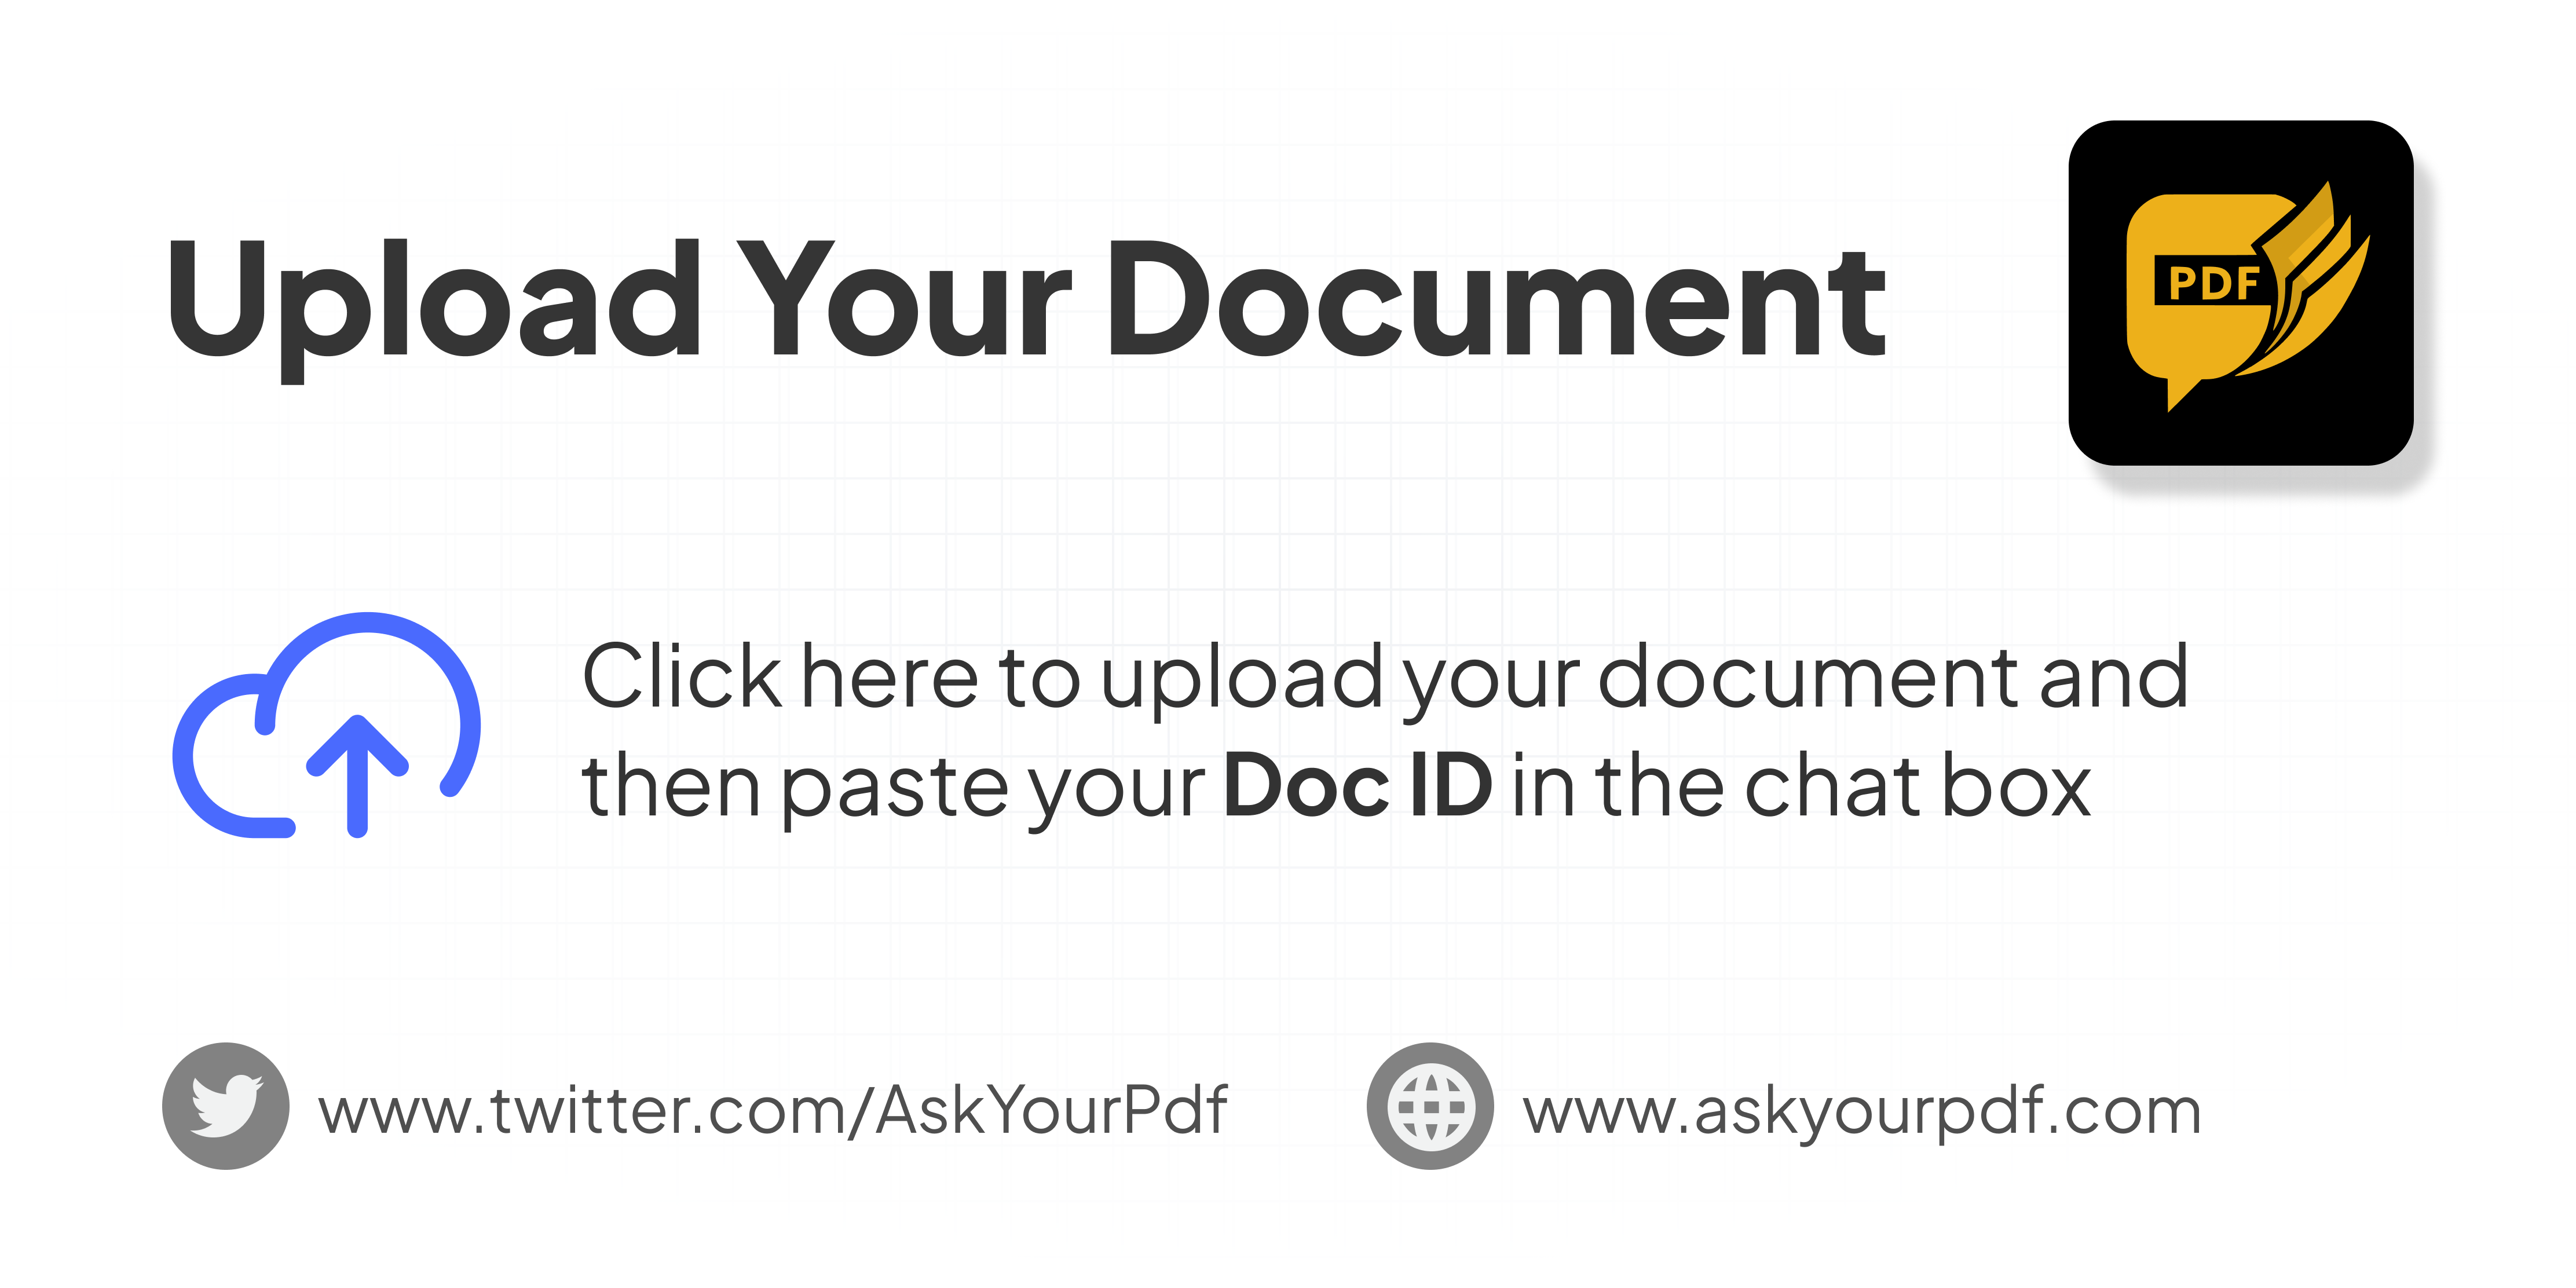 Upload Your Document
PDF
Click here to upload your document and
then paste your Doc ID in the chat box
www.twitter.com/AskYourPdf
www.askyourpdf.com